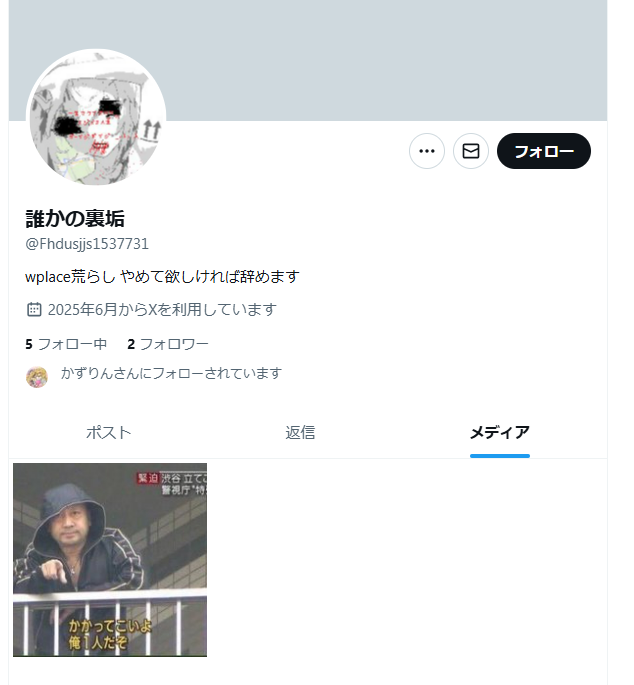 フォロー
誰かの裏垢
@Fhdusjjs1537731
wplace荒らし やめて欲しければ辞めます
2025年6月からXを利用しています
5 フォロー中 2 フォロワー
かずりんさんにフォローされています
ポスト 返信 メディア
緊迫 渋谷 立てこ
警視庁"特
かかってこいよ
俺1人だぞ